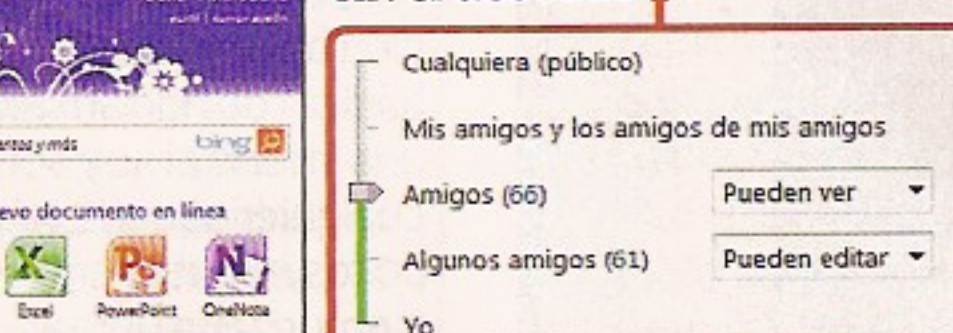 y más
bing
documento en línea
Excel PowerPoint OneNote
Cualquiera (público)
Mis amigos y los amigos de mis amigos
Amigos (66) Pueden ver
Algunos amigos (61) Pueden editar
Yo